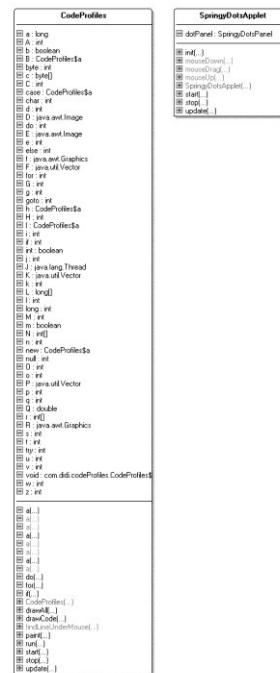 CodeProfiles
a : long
A : int
b : boolean
B : CodeProfiles$a
byte : int
c : byte[]
C : int
case : CodeProfiles$a
char : int
d : int
D : java.awt.Image
do : int
E : java.awt.Image
e : int
else : int
f : java.awt.Graphics
F : java.util.Vector
for : int
G : int
g : int
goto : int
h : CodeProfiles$a
H : int
I : CodeProfiles$a
i : int
if : int
int : boolean
j : int
J : java.lang.Thread
K : java.util.Vector
k : int
L : long[]
l : int
long : int
M : int
m : boolean
N : int[]
n : int
new : CodeProfiles$a
null : int
O : int
o : int
P : java.util.Vector
p : int
q : int
Q : double
r : int[]
R : java.awt.Graphics
s : int
t : int
try : int
u : int
v : int
void : com.didi.codeProfiles.CodeProfiles$
w : int
z : int
a(...)
a(...)
a(...)
a(...)
a(...)
a(...)
a(...)
a(...)
do(...)
for(...)
if(...)
CodeProfiles(...)
drawAll(...)
drawCode(...)
findLineUnderMouse(...)
paint(...)
run(...)
start(...)
stop(...)
update(...)
SpringyDotsApplet
dotPanel : SpringyDotsPanel
init(...)
mouseDown(...)
mouseDrag(...)
mouseUp(...)
SpringyDotsApplet(...)
start(...)
stop(...)
update(...)